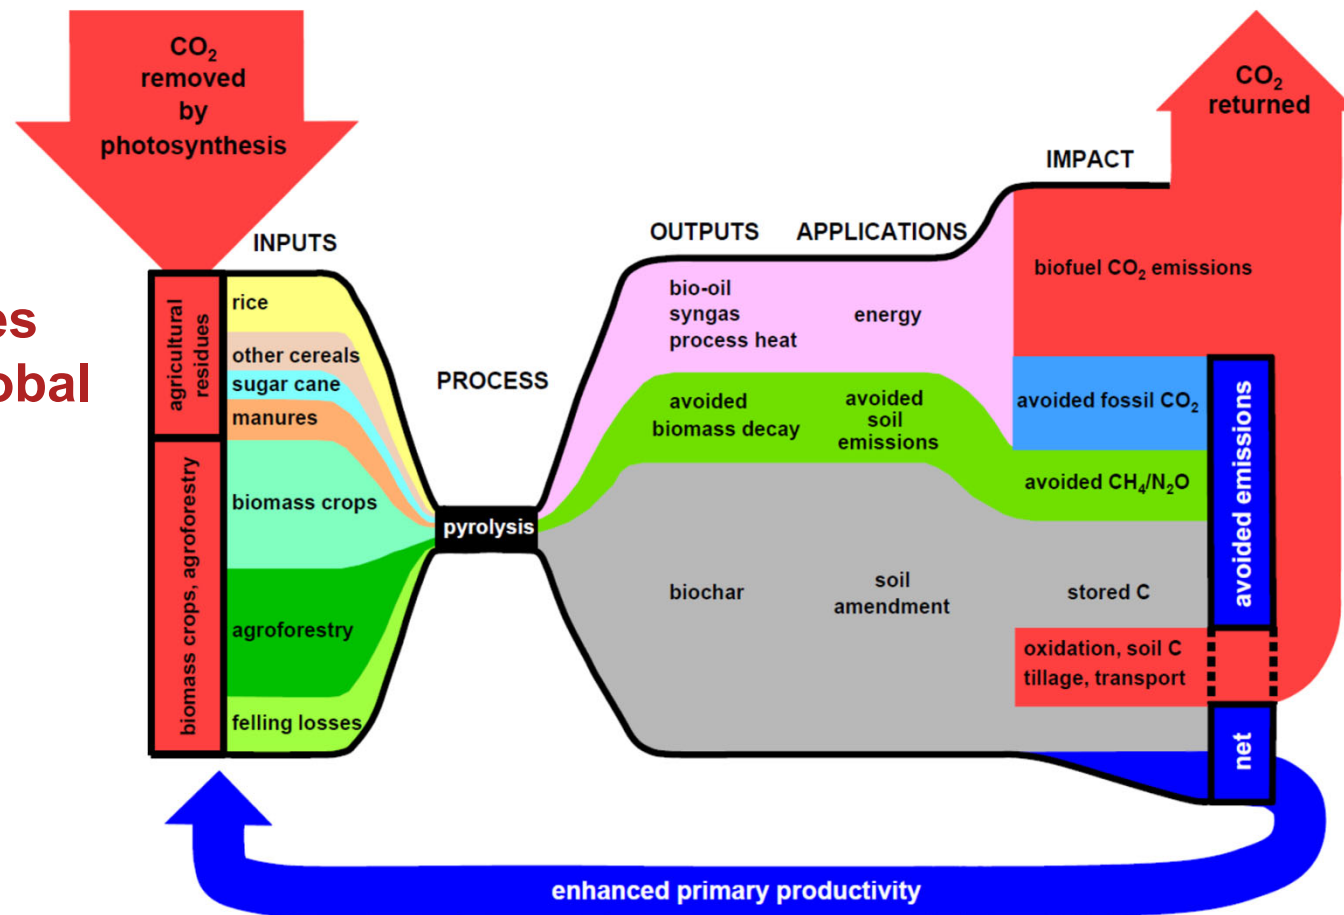 CO₂
removed
by
photosynthesis
CO₂
returned
IMPACT
INPUTS
OUTPUTS
APPLICATIONS
PROCESS
obal
agricultural
residues
biomass crops, agroforestry
rice
other cereals
sugar cane
manures
biomass crops
agroforestry
felling losses
pyrolysis
bio-oil
syngas
process heat
energy
avoided
biomass decay
avoided
soil
emissions
biochar
soil
amendment
biofuel CO₂ emissions
avoided fossil CO₂
avoided CH₄/N₂O
stored C
oxidation, soil C
tillage, transport
avoided emissions
net
enhanced primary productivity